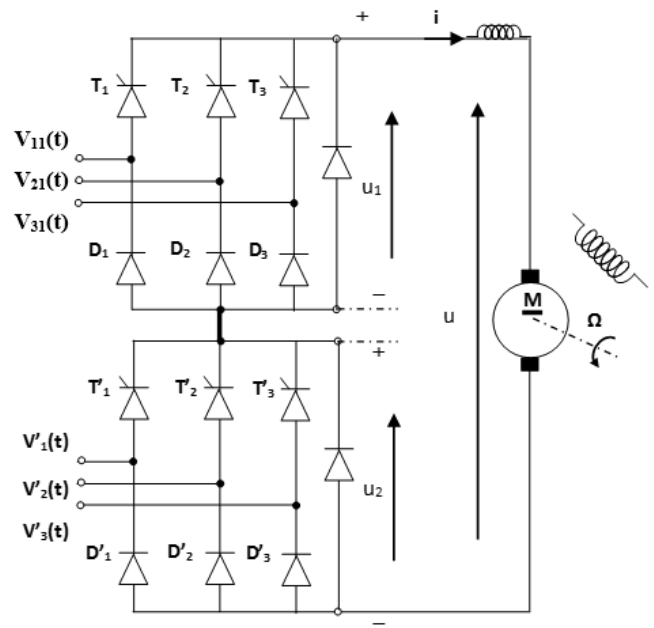 + i
T₁ T₂ T₃
V₁₁(t)
V₂₁(t)
V₃₁(t)
u₁
D₁ D₂ D₃
−
+
u
M
Ω
T'₁ T'₂ T'₃
V'₁(t)
V'₂(t)
V'₃(t)
u₂
D'₁ D'₂ D'₃
−